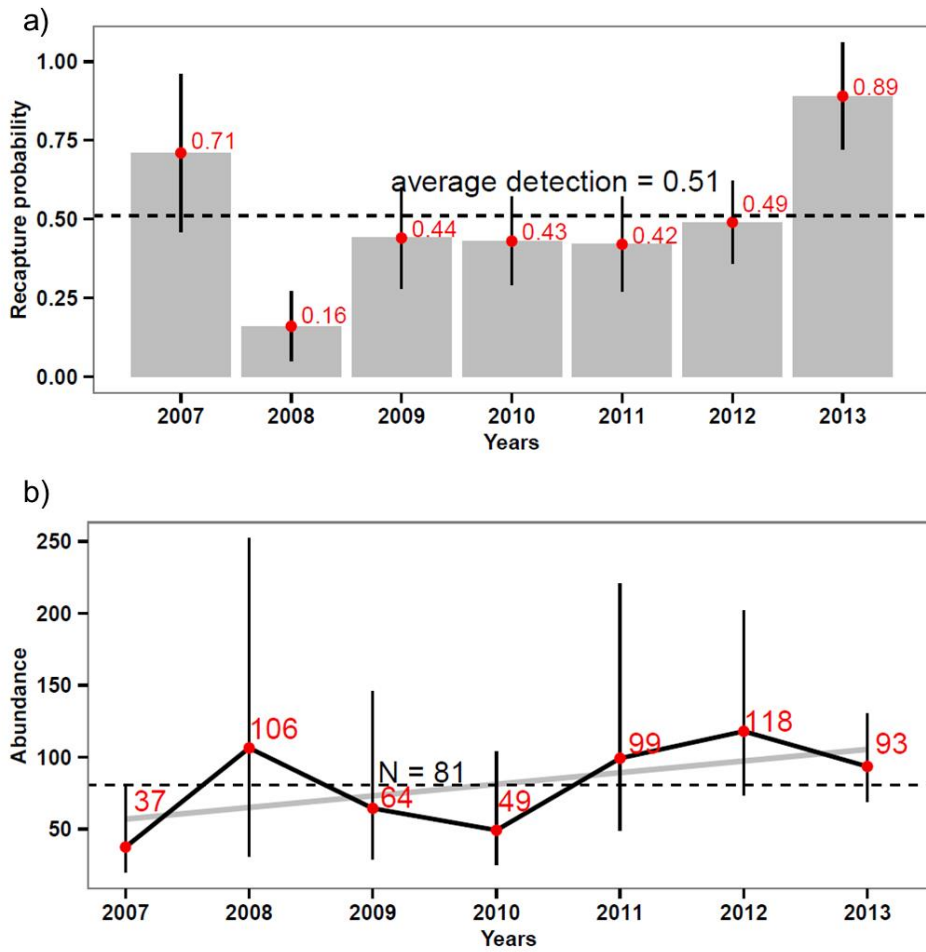 a)
Recapture probability
1.00
0.75
0.50
0.25
0.00
0.71
0.16
0.44
0.43
0.42
0.49
0.89
average detection = 0.51
2007 2008 2009 2010 2011 2012 2013
Years
b)
Abundance
250
200
150
100
50
37
106
64
49
99
118
93
N = 81
2007 2008 2009 2010 2011 2012 2013
Years